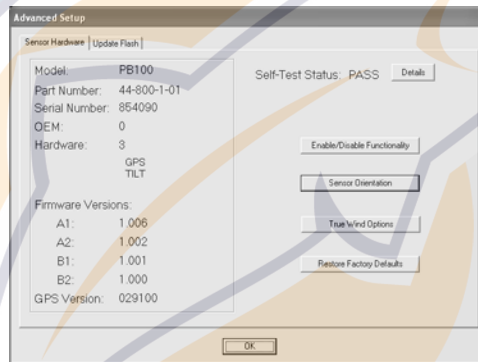 Advanced Setup
Sensor Hardware Update Flash
Model: PB100
Part Number: 44-800-1-01
Serial Number: 854090
OEM: 0
Hardware: 3
GPS
TILT
Firmware Versions:
A1: 1.006
A2: 1.002
B1: 1.001
B2: 1.000
GPS Version: 029100
Self-Test Status: PASS Details
Enable/Disable Functionality
Sensor Orientation
True Wind Options
Restore Factory Defaults
OK